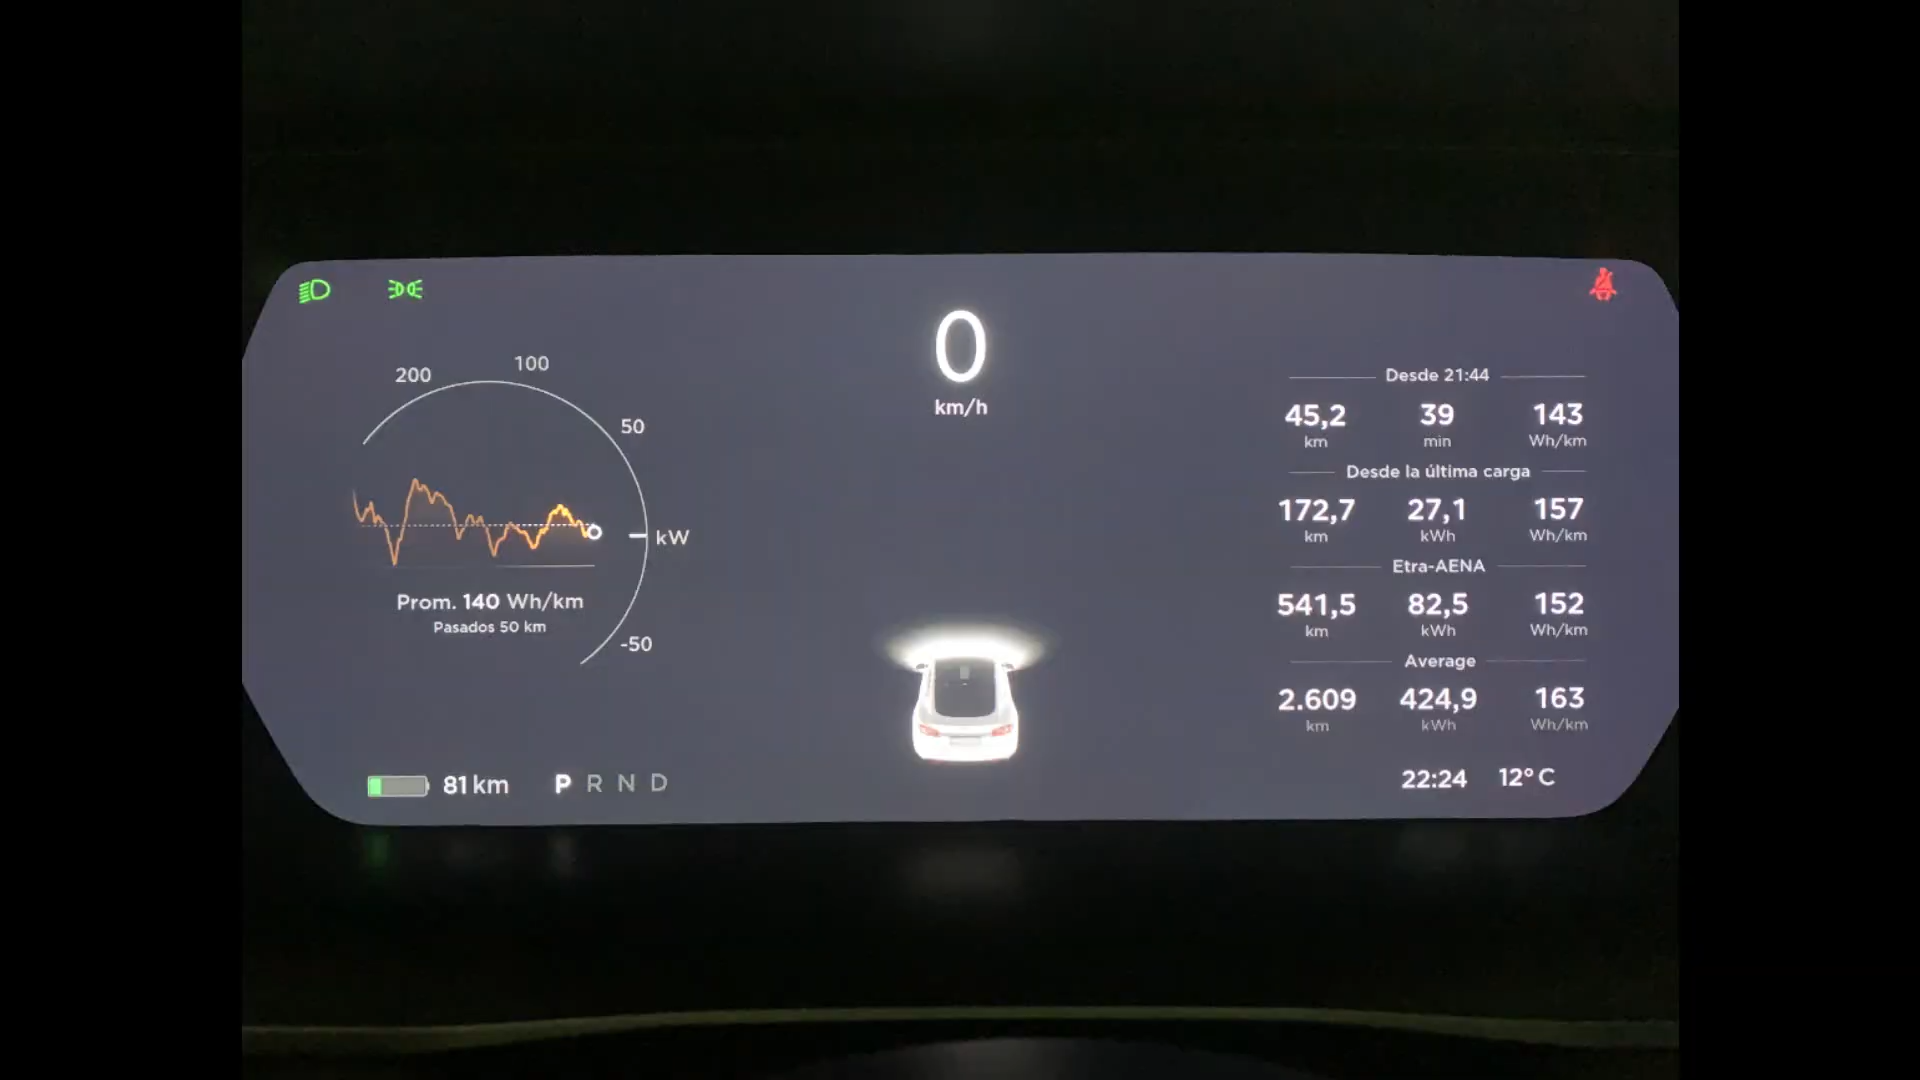 0
km/h
200
100
50
kW
-50
Prom. 140 Wh/km
Pasados 50 km
81 km
P R N D
Desde 21:44
45,2 39 143
km min Wh/km
Desde la última carga
172,7 27,1 157
km kWh Wh/km
Etra-AENA
541,5 82,5 152
km kWh Wh/km
Average
2.609 424,9 163
km kWh Wh/km
22:24 12° C